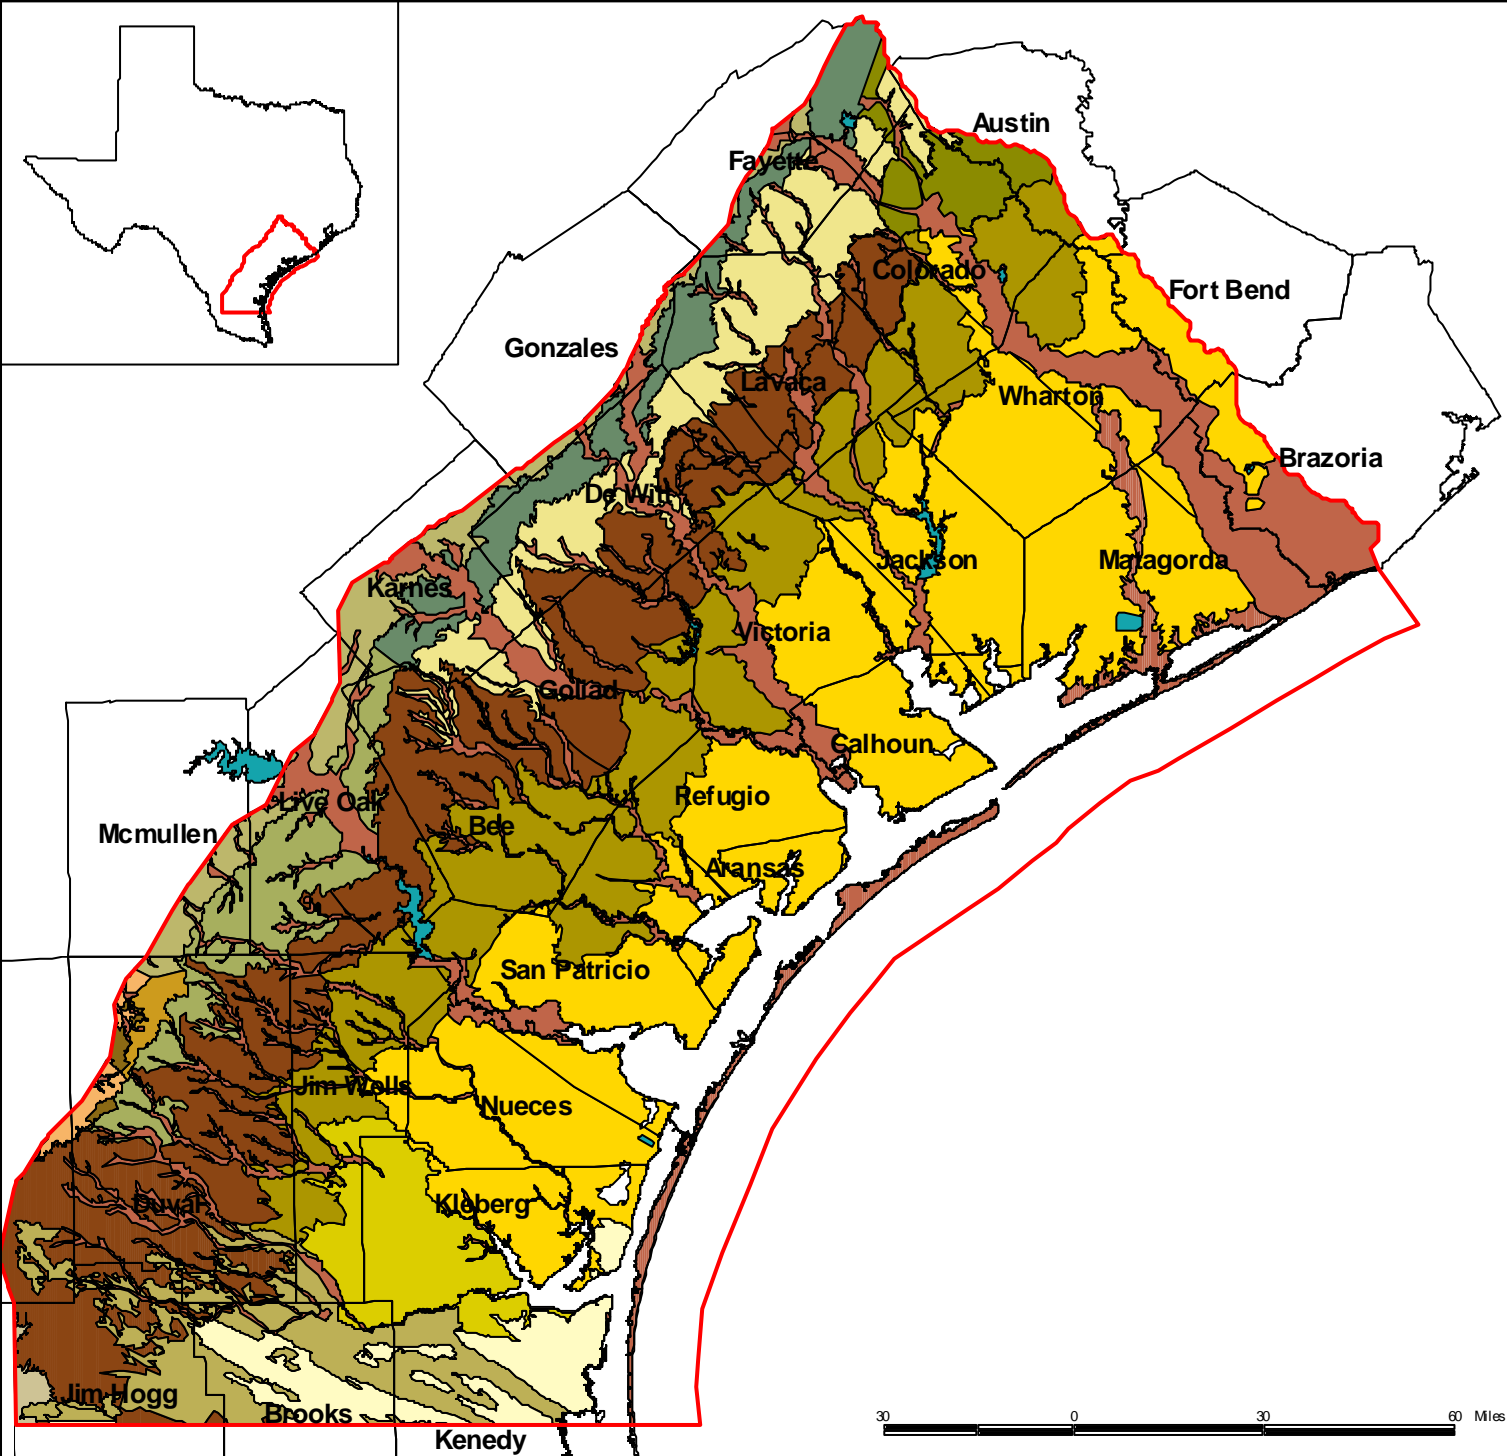 Austin
Fayette
Colorado
Fort Bend
Gonzales
Lavaca
Wharton
Brazoria
De Witt
Jackson
Matagorda
Karnes
Victoria
Goliad
Calhoun
Refugio
Live Oak
Bee
Mcmullen
Aransas
San Patricio
Jim Wells
Nueces
Duval
Kleberg
Jim Hogg
Brooks
Kenedy
30 0 30 60 Miles